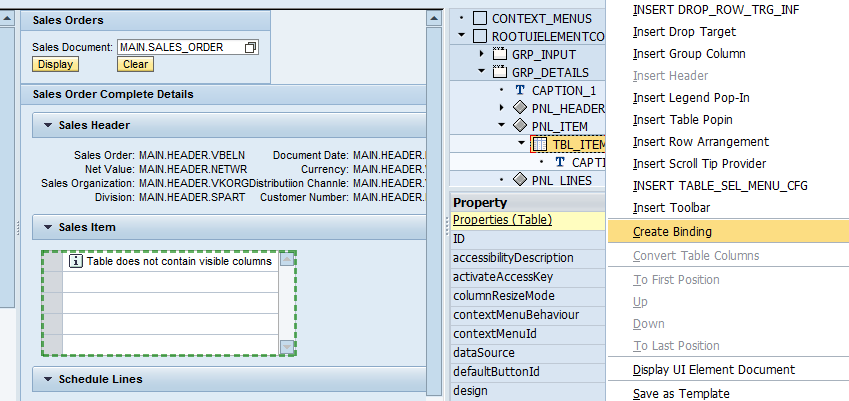 Sales Orders
Sales Document: MAIN.SALES_ORDER
Display Clear
Sales Order Complete Details
Sales Header
Sales Order: MAIN.HEADER.VBELN Document Date: MAIN.HEADER.
Net Value: MAIN.HEADER.NETWR Currency: MAIN.HEADER.
Sales Organization: MAIN.HEADER.VKORG Distributiion Channle: MAIN.HEADER.
Division: MAIN.HEADER.SPART Customer Number: MAIN.HEADER.
Sales Item
Table does not contain visible columns
Schedule Lines
CONTEXT_MENUS
ROOTUIELEMENTCO
GRP_INPUT
GRP_DETAILS
CAPTION_1
PNL_HEADER
PNL_ITEM
TBL_ITEM
CAPTI
PNL_LINES
Property
Properties (Table)
ID
accessibilityDescription
activateAccessKey
columnResizeMode
contextMenuBehaviour
contextMenuId
dataSource
defaultButtonId
design
INSERT DROP_ROW_TRG_INF
Insert Drop Target
Insert Group Column
Insert Header
Insert Legend Pop-In
Insert Table Popin
Insert Row Arrangement
Insert Scroll Tip Provider
INSERT TABLE_SEL_MENU_CFG
Insert Toolbar
Create Binding
Convert Table Columns
To First Position
Up
Down
To Last Position
Display UI Element Document
Save as Template